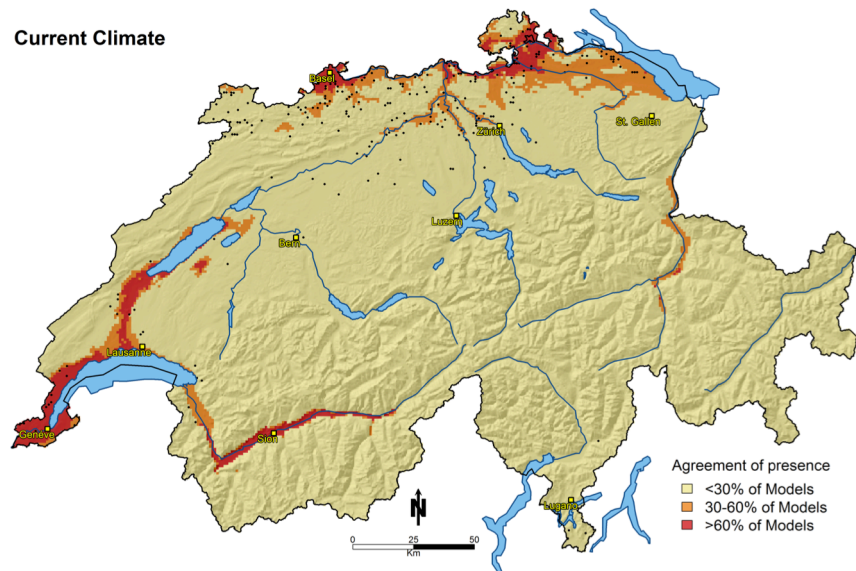 Current Climate
Basel
Zürich
St. Gallen
Luzern
Bern
Lausanne
Genève
Sion
Lugano
N
0 25 50
Km
Agreement of presence
<30% of Models
30-60% of Models
>60% of Models